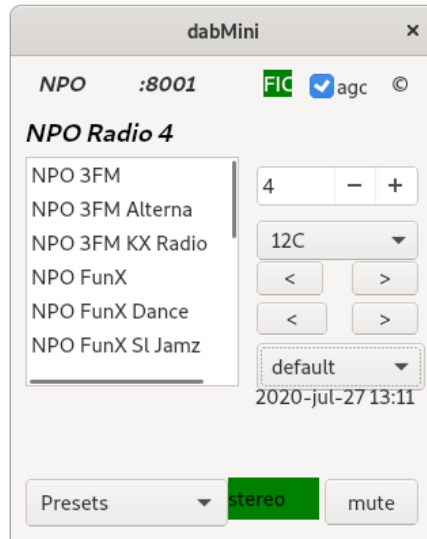 dabMini ×
NPO :8001 FIC agc ©
NPO Radio 4
NPO 3FM
NPO 3FM Alterna
NPO 3FM KX Radio
NPO FunX
NPO FunX Dance
NPO FunX Sl Jamz
4 − +
12C
< >
< >
default
2020-jul-27 13:11
Presets stereo mute